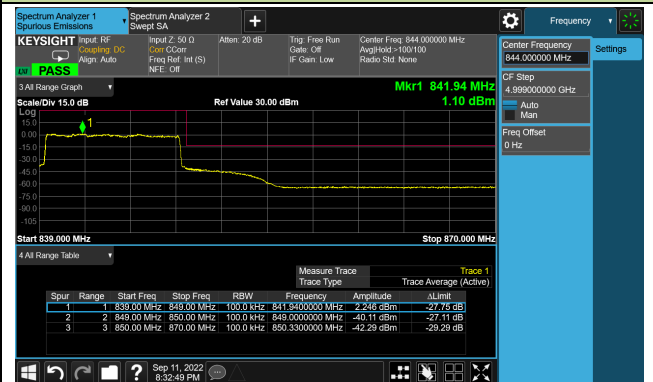 Spectrum Analyzer 1
Spurious Emissions
Spectrum Analyzer 2
Swept SA
Frequency
KEYSIGHT
Input: RF
Coupling: DC
Align: Auto
Input Z: 50 Ω
Corr CCorr
Freq Ref: Int (S)
NFE: Off
Atten: 20 dB
Trig: Free Run
Gate: Off
IF Gain: Low
Center Freq: 844.000000 MHz
Avg|Hold:>100/100
Radio Std: None
LXI
PASS
Center Frequency
844.000000 MHz
Settings
CF Step
4.999000000 GHz
Auto
Man
Freq Offset
0 Hz
3 All Range Graph
Mkr1 841.94 MHz
1.10 dBm
Scale/Div 15.0 dB
Ref Value 30.00 dBm
Log
15.0
0.00
-15.0
-30.0
-45.0
-60.0
-75.0
-90.0
-105
1
Start 839.000 MHz
Stop 870.000 MHz
4 All Range Table
Measure Trace Trace 1
Trace Type Trace Average (Active)
Spur Range Start Freq Stop Freq RBW Frequency Amplitude ΔLimit
1 1 839.00 MHz 849.00 MHz 100.0 kHz 841.9400000 MHz 2.246 dBm -27.75 dB
2 2 849.00 MHz 850.00 MHz 100.0 kHz 849.0000000 MHz -40.11 dBm -27.11 dB
3 3 850.00 MHz 870.00 MHz 100.0 kHz 850.3300000 MHz -42.29 dBm -29.29 dB
Sep 11, 2022
8:32:49 PM